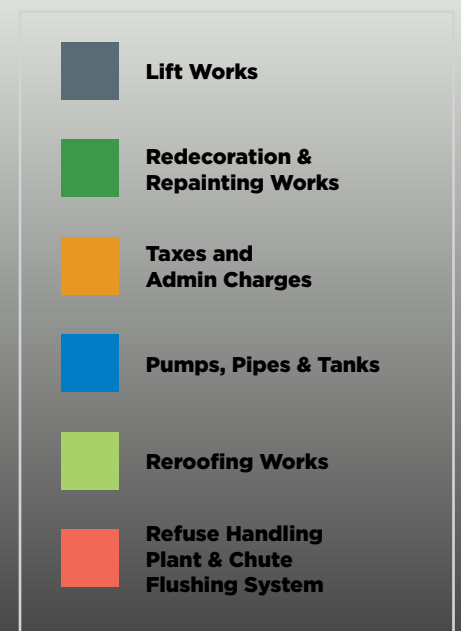 Lift Works
Redecoration &
Repainting Works
Taxes and
Admin Charges
Pumps, Pipes & Tanks
Reroofing Works
Refuse Handling
Plant & Chute
Flushing System